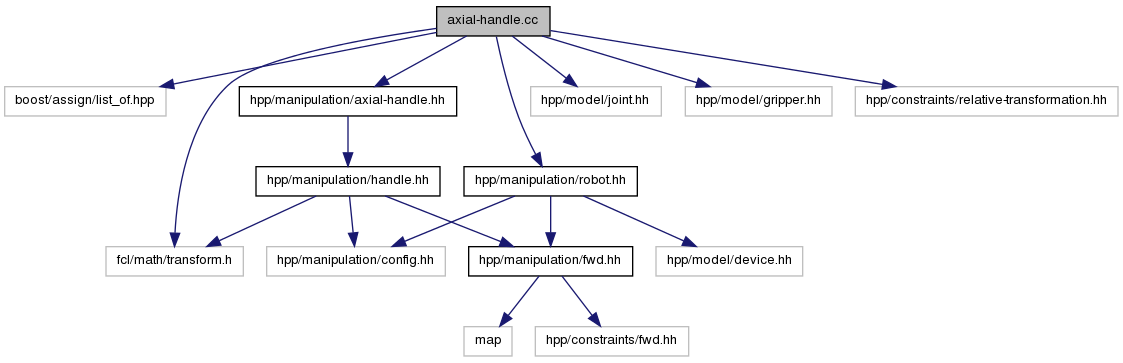 axial-handle.cc
boost/assign/list_of.hpp
hpp/manipulation/axial-handle.hh
hpp/model/joint.hh
hpp/model/gripper.hh
hpp/constraints/relative-transformation.hh
hpp/manipulation/handle.hh
hpp/manipulation/robot.hh
fcl/math/transform.h
hpp/manipulation/config.hh
hpp/manipulation/fwd.hh
hpp/model/device.hh
map
hpp/constraints/fwd.hh